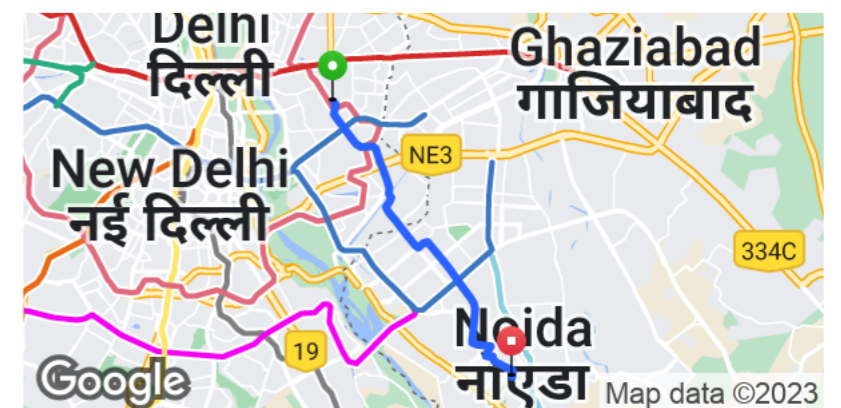 Delhi
दिल्ली
Ghaziabad
गाजियाबाद
NE3
New Delhi
नई दिल्ली
334C
Noida
नाएडा
19
Google
Map data ©2023